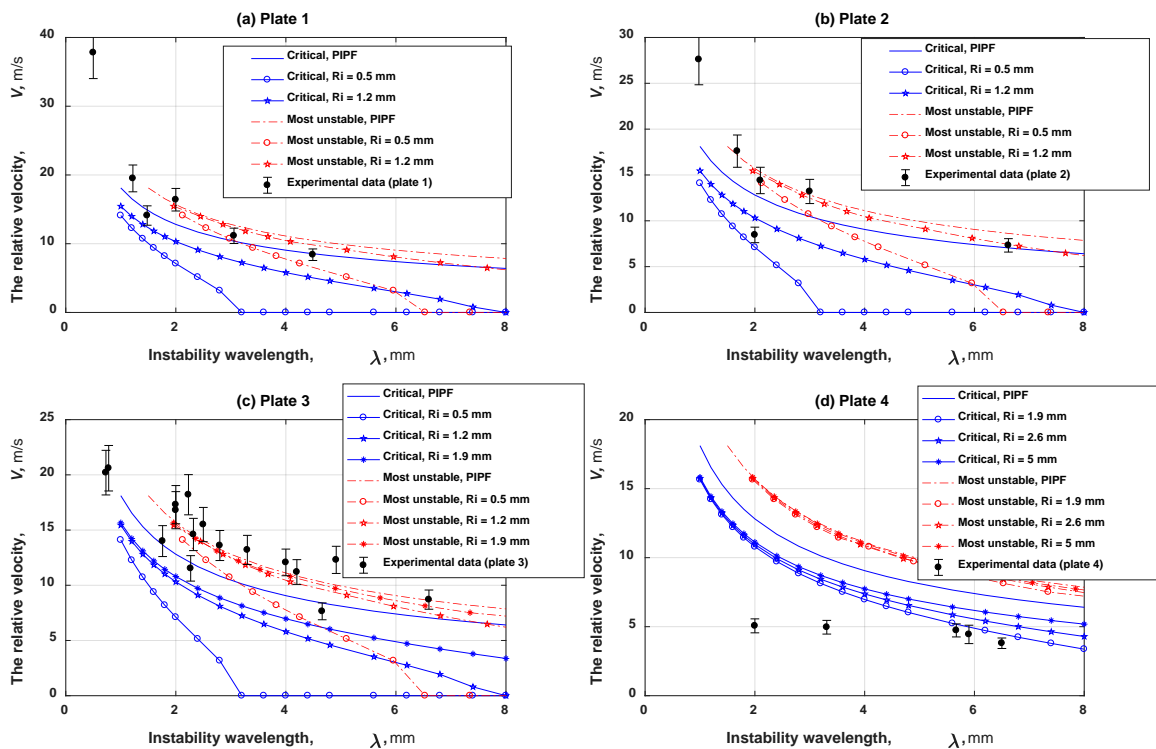 (a) Plate 1
The relative velocity, V, m/s
40
30
20
10
0
0 2 4 6 8
Instability wavelength, λ, mm
Critical, PIPF
Critical, Ri = 0.5 mm
Critical, Ri = 1.2 mm
Most unstable, PIPF
Most unstable, Ri = 0.5 mm
Most unstable, Ri = 1.2 mm
Experimental data (plate 1)
(b) Plate 2
The relative velocity, V, m/s
30
25
20
15
10
5
0
0 2 4 6 8
Instability wavelength, λ, mm
Critical, PIPF
Critical, Ri = 0.5 mm
Critical, Ri = 1.2 mm
Most unstable, PIPF
Most unstable, Ri = 0.5 mm
Most unstable, Ri = 1.2 mm
Experimental data (plate 2)
(c) Plate 3
The relative velocity, V, m/s
25
20
15
10
5
0
0 2 4 6 8
Instability wavelength, λ, mm
Critical, PIPF
Critical, Ri = 0.5 mm
Critical, Ri = 1.2 mm
Critical, Ri = 1.9 mm
Most unstable, PIPF
Most unstable, Ri = 0.5 mm
Most unstable, Ri = 1.2 mm
Most unstable, Ri = 1.9 mm
Experimental data (plate 3)
(d) Plate 4
The relative velocity, V, m/s
20
15
10
5
0
0 2 4 6 8
Instability wavelength, λ, mm
Critical, PIPF
Critical, Ri = 1.9 mm
Critical, Ri = 2.6 mm
Critical, Ri = 5 mm
Most unstable, PIPF
Most unstable, Ri = 1.9 mm
Most unstable, Ri = 2.6 mm
Most unstable, Ri = 5 mm
Experimental data (plate 4)